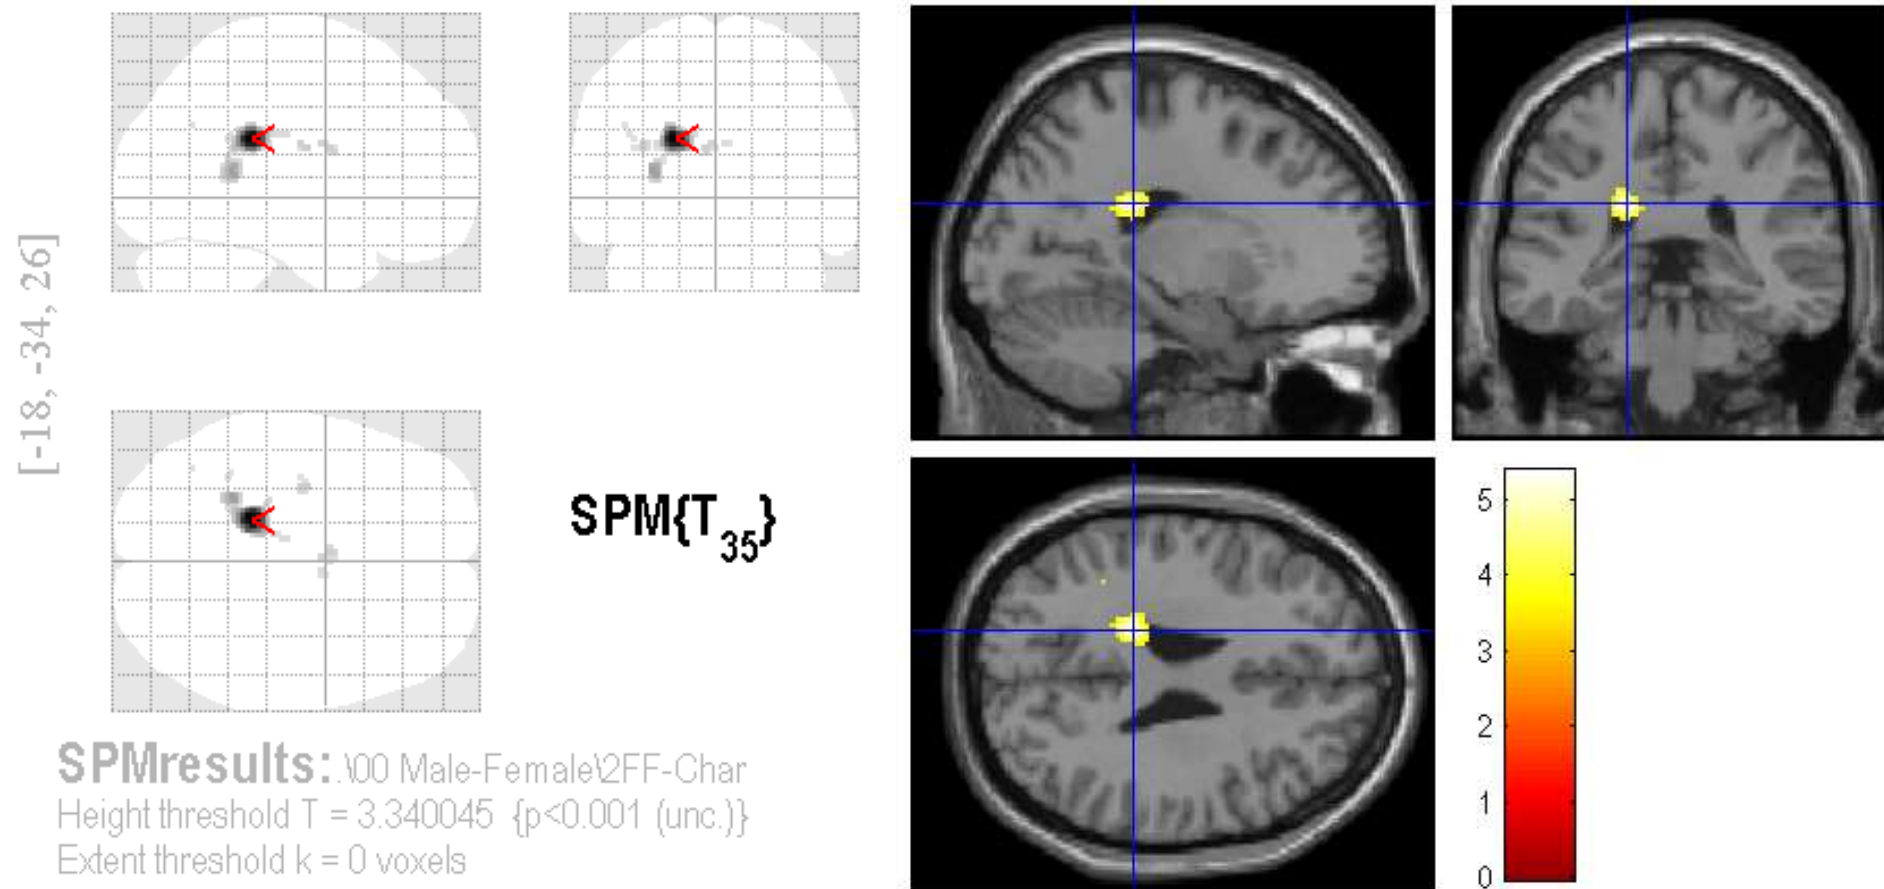 [-18, -34, 26]
SPM{T35}
SPMresults: .\00 Male-Female\2FF-Char
Height threshold T = 3.340045 {p<0.001 (unc.)}
Extent threshold k = 0 voxels
5
4
3
2
1
0